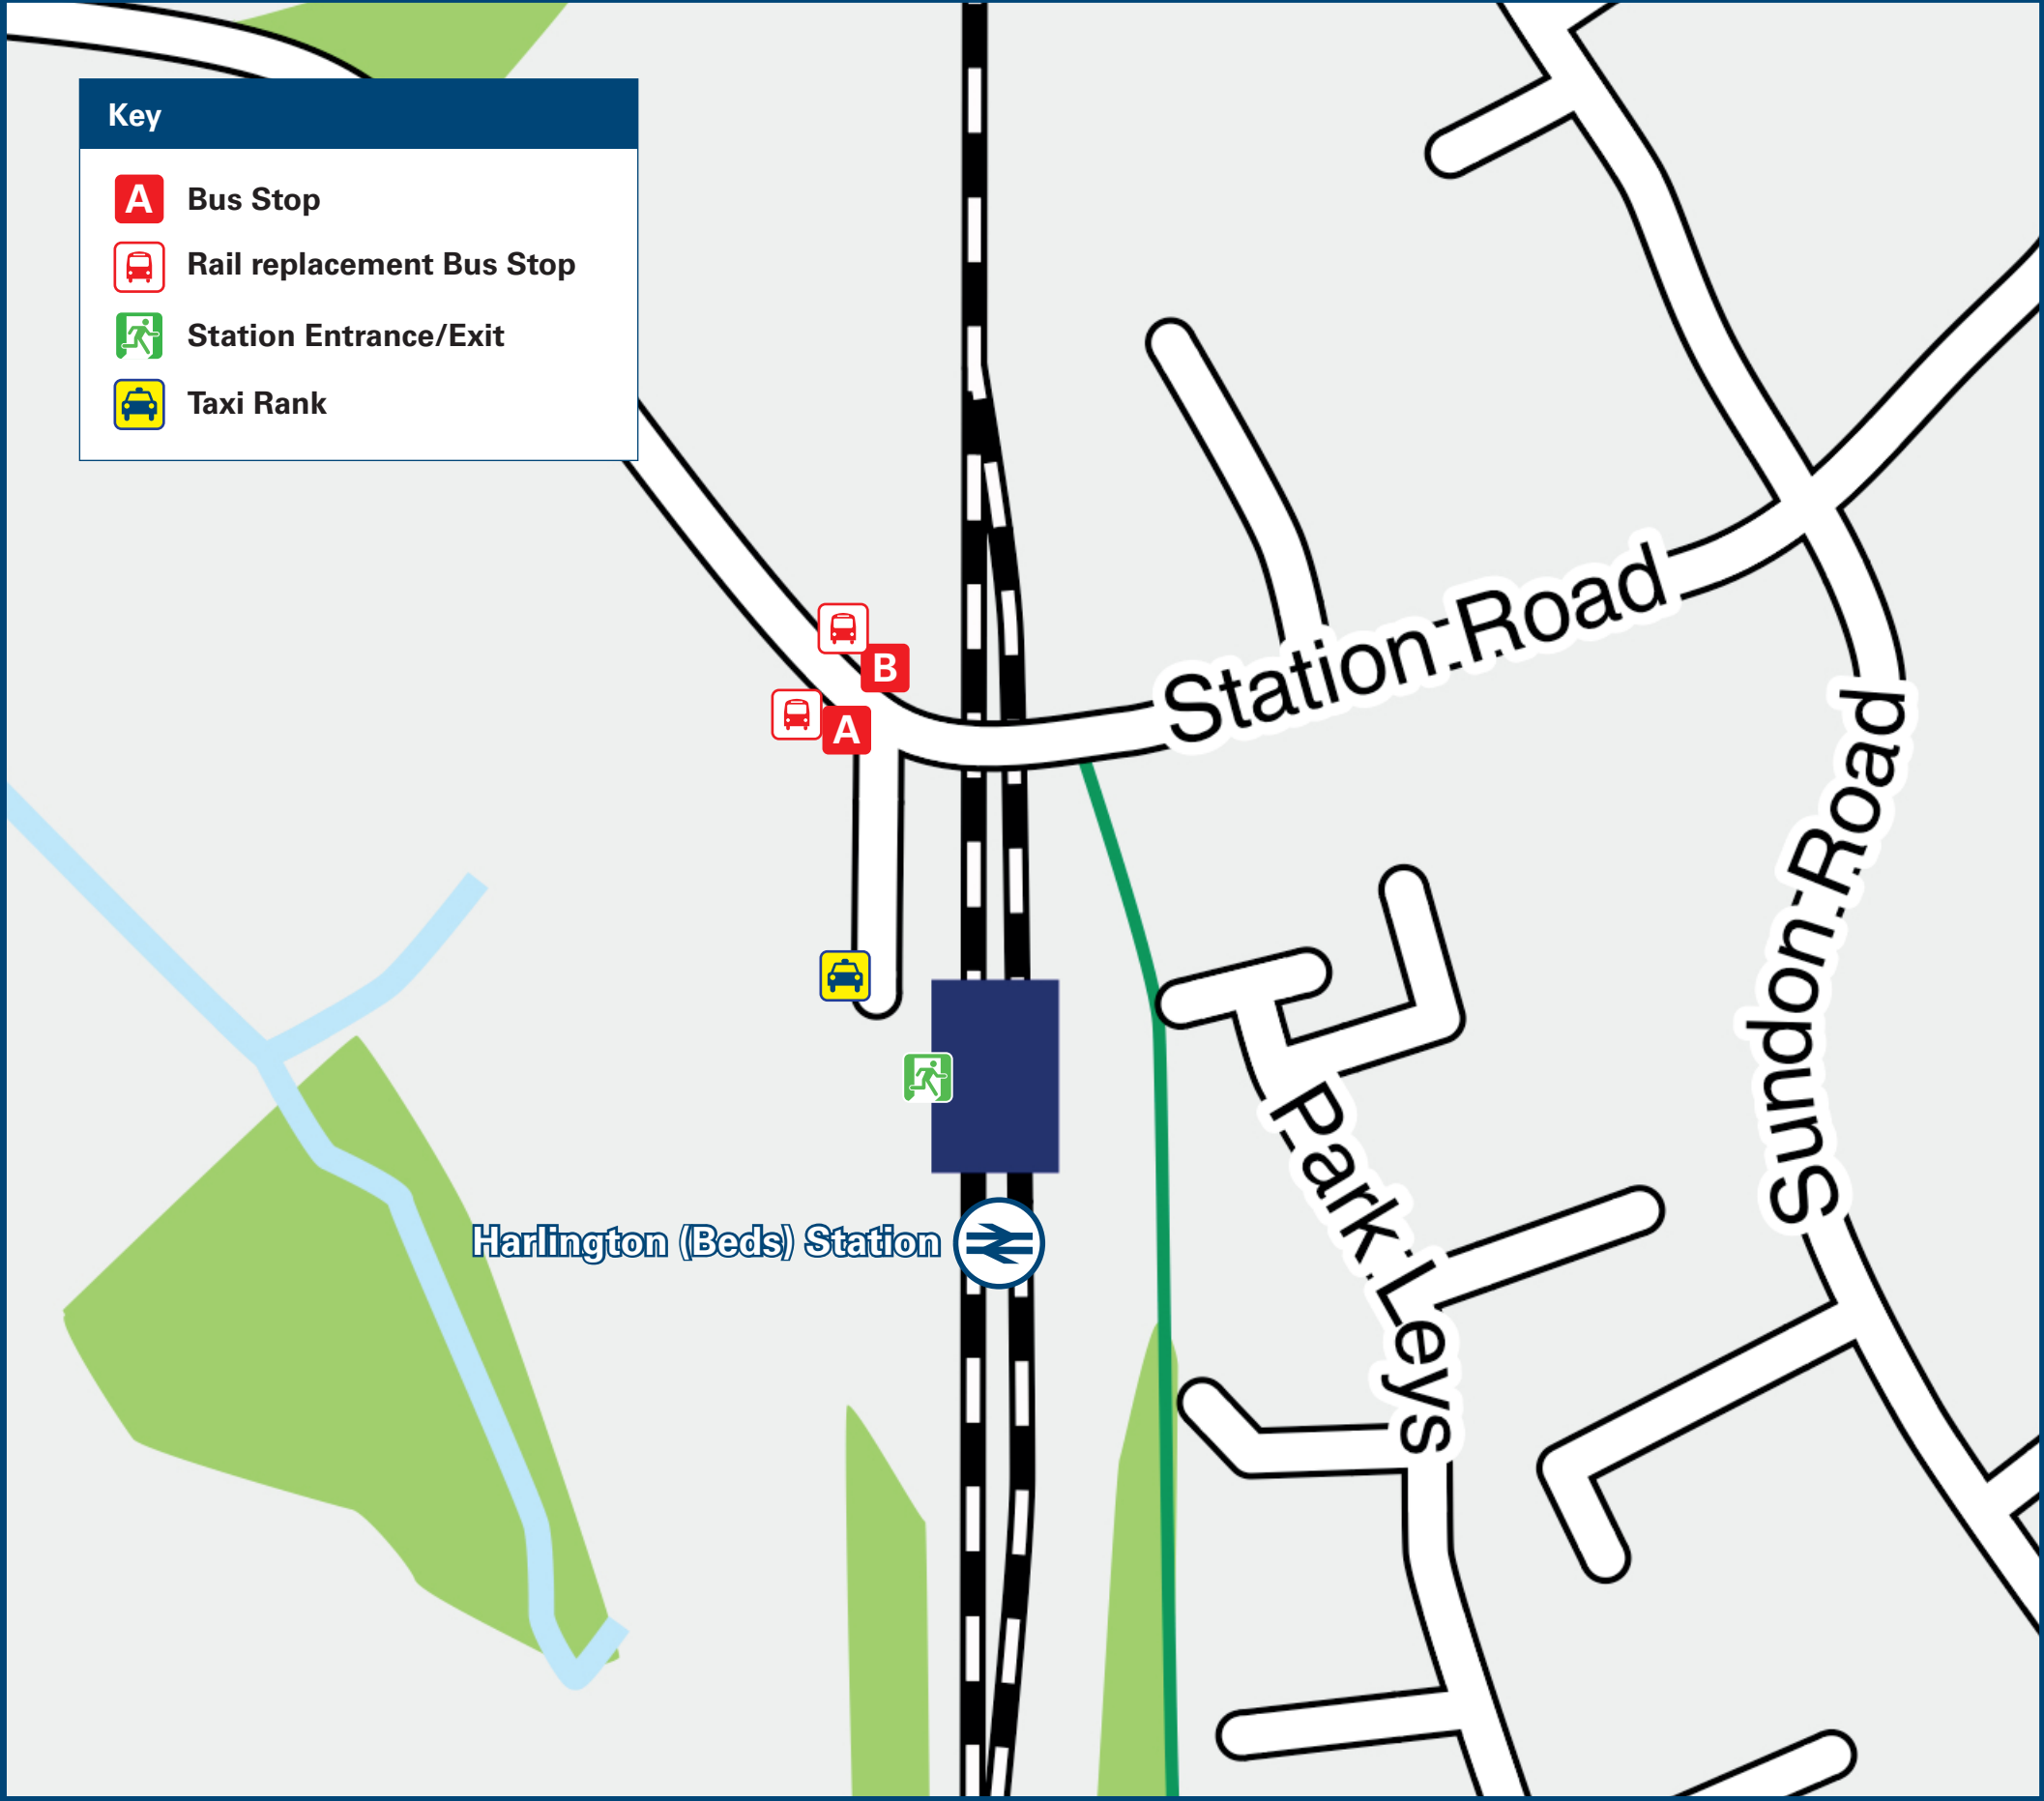 Key
A Bus Stop
Rail replacement Bus Stop
Station Entrance/Exit
Taxi Rank
B
A
Station Road
Sundon Road
Park Leys
Harlington (Beds) Station